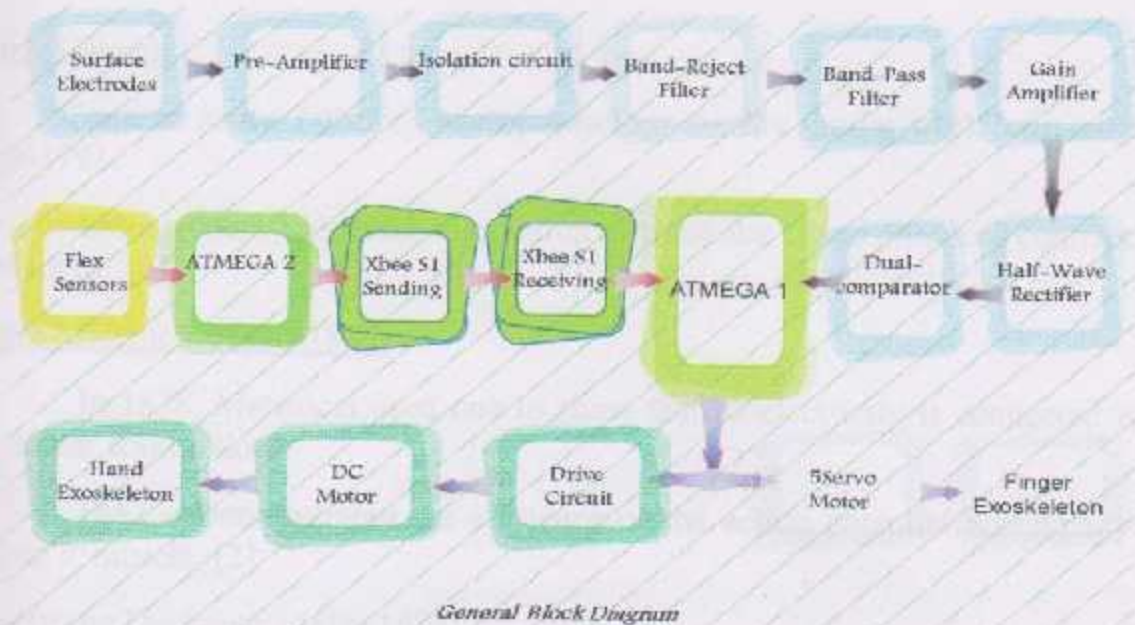 Surface
Electrodes
Pre-Amplifier
Isolation circuit
Band-Reject
Filter
Band Pass
Filter
Gain
Amplifier
Flex
Sensors
ATMEGA 2
Xbee S1
Sending
Xbee S1
Receiving
ATMEGA 1
Dual-
comparator
Half-Wave
Rectifier
Hand
Exoskeleton
DC
Motor
Drive
Circuit
5Servo
Motor
Finger
Exoskeleton
General Block Diagram